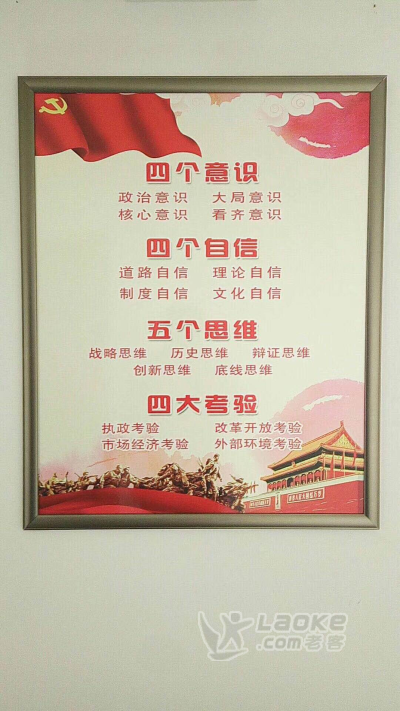 四个意识
政治意识 大局意识
核心意识 看齐意识
四个自信
道路自信 理论自信
制度自信 文化自信
五个思维
战略思维 历史思维 辩证思维
创新思维 底线思维
四大考验
执政考验 改革开放考验
市场经济考验 外部环境考验
LAOKE
.com老客